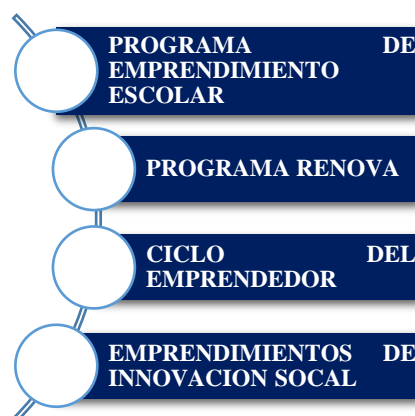 PROGRAMA DE
EMPRENDIMIENTO
ESCOLAR
PROGRAMA RENOVA
CICLO DEL
EMPRENDEDOR
EMPRENDIMIENTOS DE
INNOVACION SOCAL